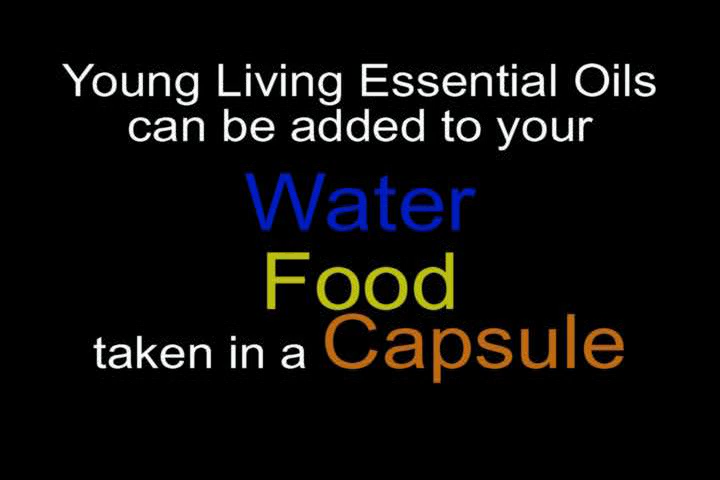 Young Living Essential Oils
can be added to your
Water
Food
taken in a Capsule